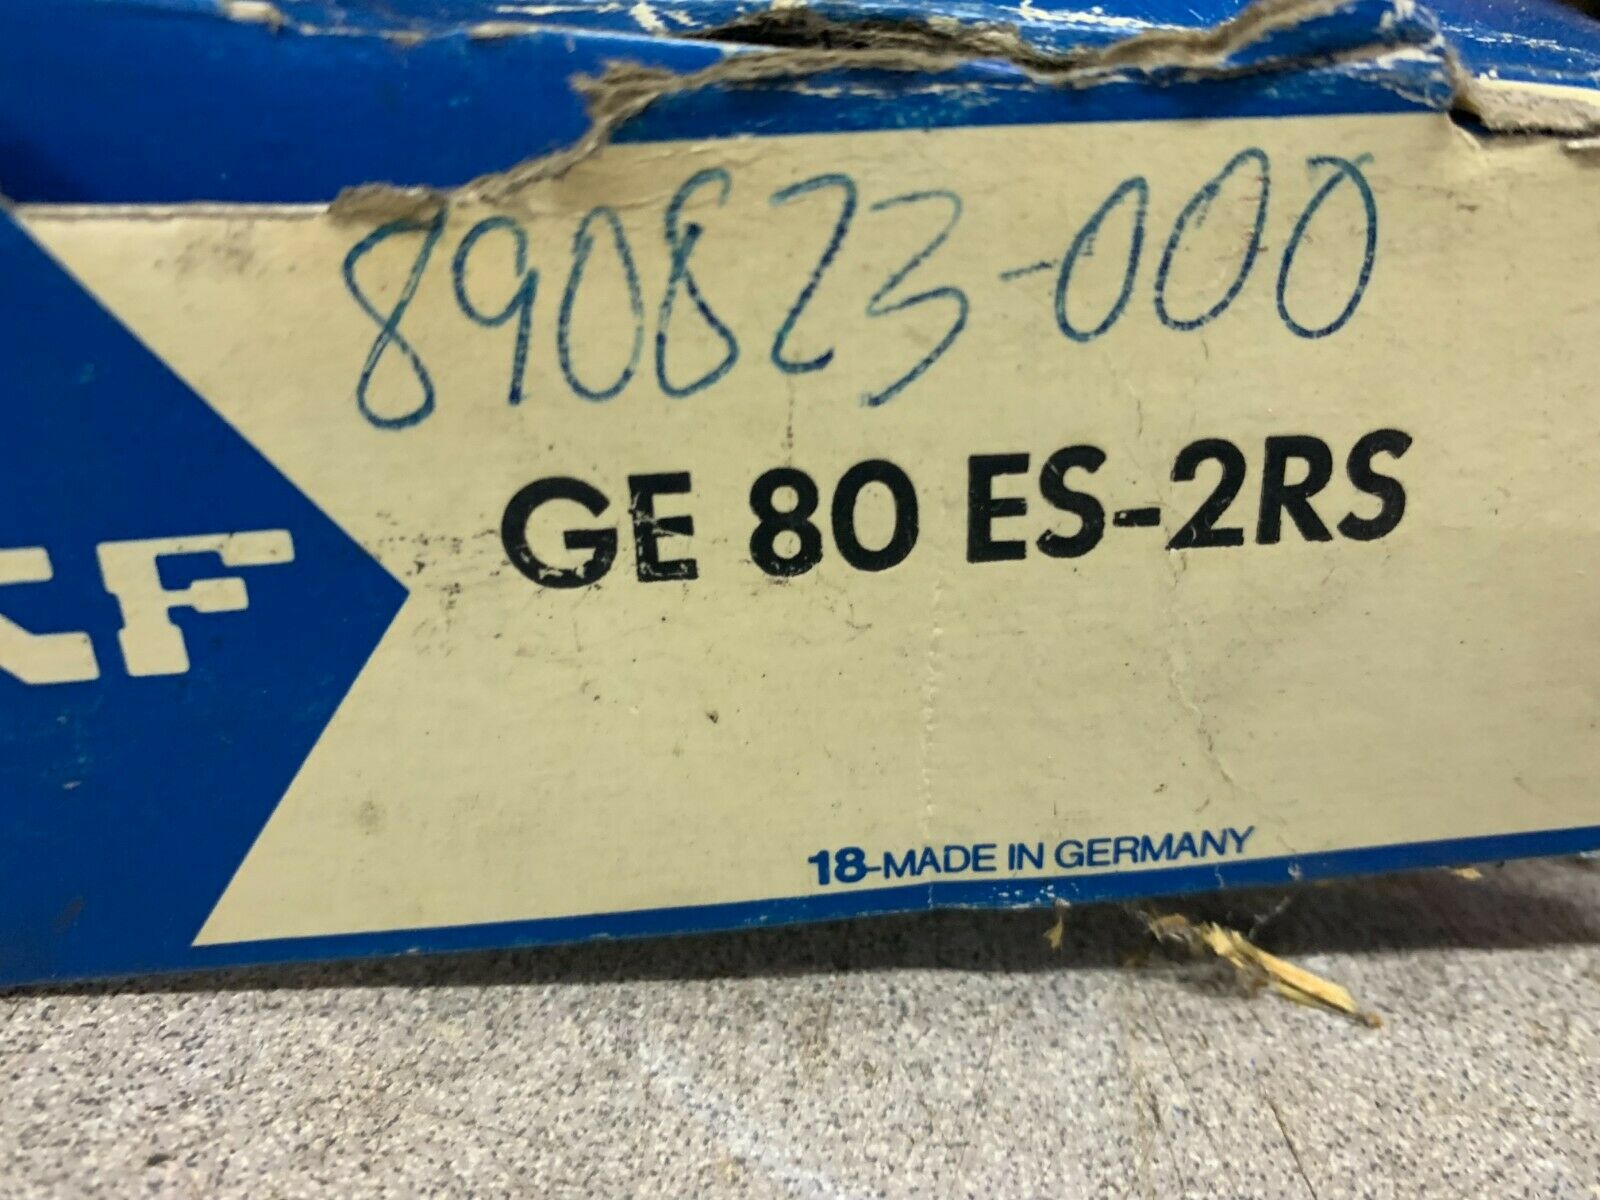 890823-000
GE 80 ES-2RS
KF
18-MADE IN GERMANY